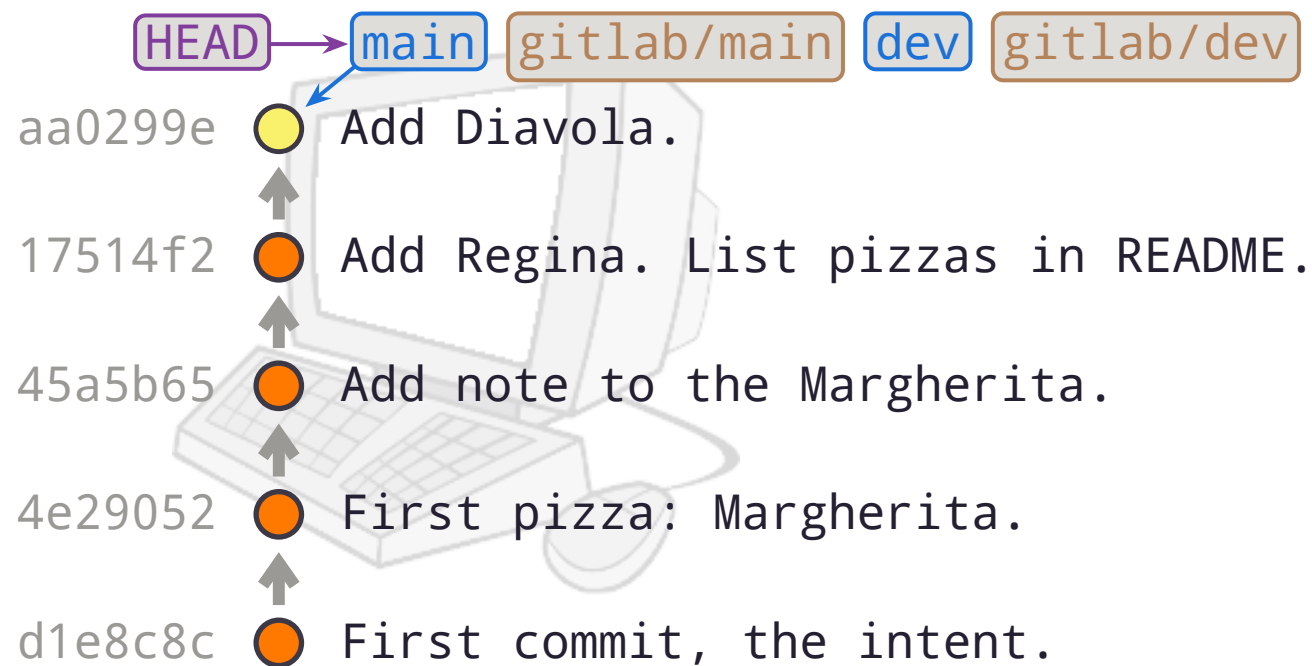 HEAD main gitlab/main dev gitlab/dev
aa0299e Add Diavola.
17514f2 Add Regina. List pizzas in README.
45a5b65 Add note to the Margherita.
4e29052 First pizza: Margherita.
d1e8c8c First commit, the intent.